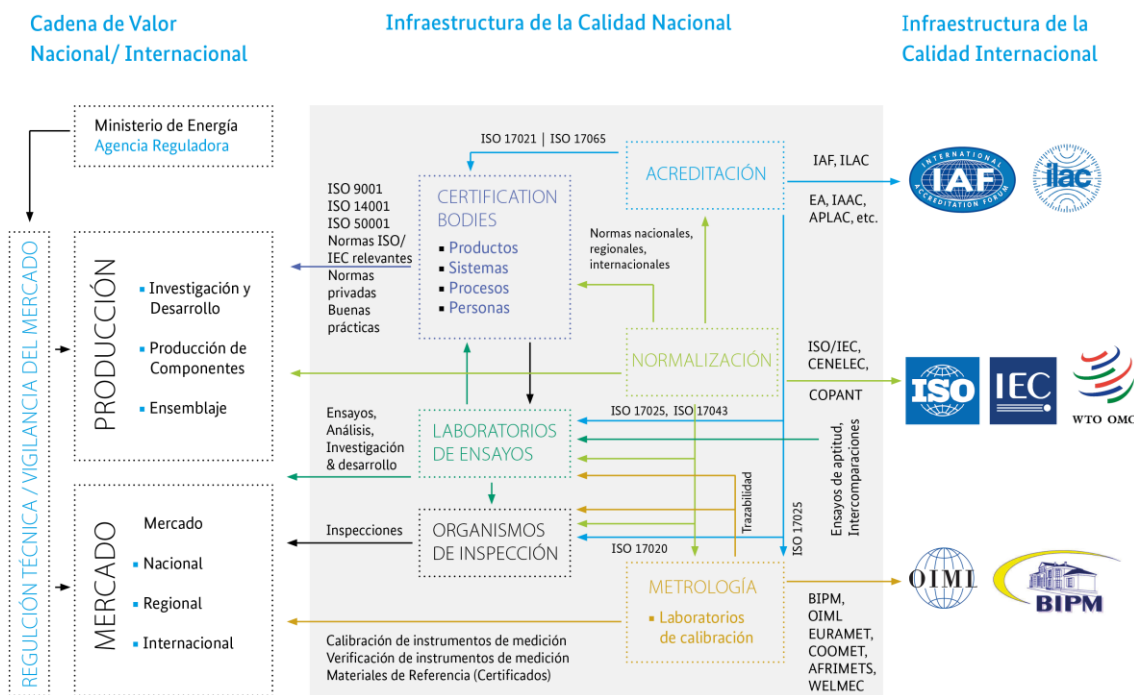 Cadena de Valor
Nacional/ Internacional
Infraestructura de la Calidad Nacional
Infraestructura de la
Calidad Internacional
Ministerio de Energía
Agencia Reguladora
REGULCIÓN TÉCNICA / VIGILANCIA DEL MERCADO
PRODUCCIÓN
Investigación y
Desarrollo
Producción de
Componentes
Ensamblaje
MERCADO
Mercado
Nacional
Regional
Internacional
ISO 17021 | ISO 17065
ISO 9001
ISO 14001
ISO 50001
Normas ISO/
IEC relevantes
Normas
privadas
Buenas
prácticas
CERTIFICATION
BODIES
Productos
Sistemas
Procesos
Personas
ACREDITACIÓN
Normas nacionales,
regionales,
internacionales
NORMALIZACIÓN
Ensayos,
Análisis,
Investigación
& desarrollo
LABORATORIOS
DE ENSAYOS
ISO 17025, ISO 17043
Inspecciones
ORGANISMOS
DE INSPECCIÓN
ISO 17020
Trazabilidad
ISO 17025
Ensayos de aptitud,
Intercomparaciones
METROLOGÍA
Laboratorios
de calibración
Calibración de instrumentos de medición
Verificación de instrumentos de medición
Materiales de Referencia (Certificados)
IAF, ILAC
EA, IAAC,
APLAC, etc.
ISO/IEC,
CENELEC,
COPANT
BIPM,
OIML
EURAMET,
COOMET,
AFRIMETS,
WELMEC
INTERNATIONAL
IAF
ACCREDITATION FORUM
ilac
ISO
IEC
WTO OMC
OIML
BIPM